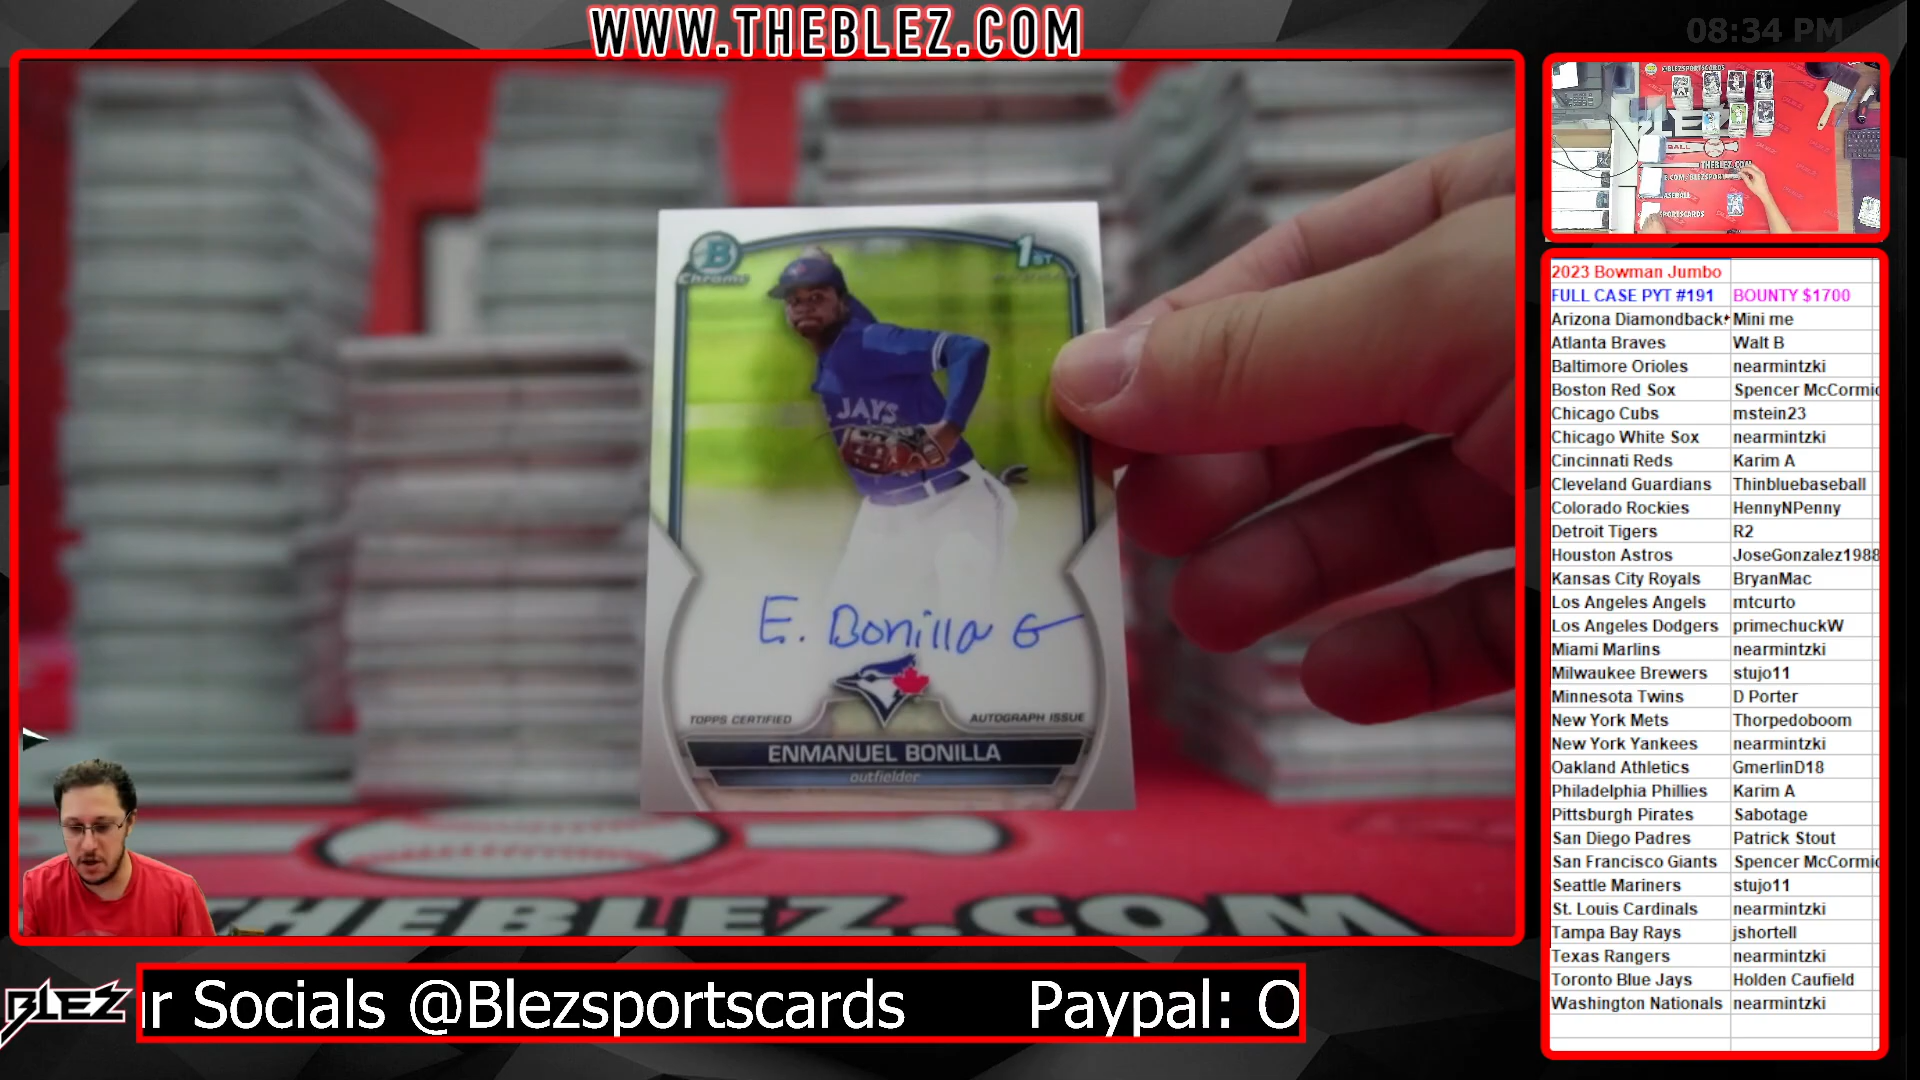 WWW.THEBLEZ.COM
08:34 PM
B
Chrome
1ST
JAYS
E. Bonilla G
TOPPS CERTIFIED
AUTOGRAPH ISSUE
ENMANUEL BONILLA
outfielder
THEBLEZ.COM
@BLEZSPORTSCARDS
BALL
THEBLEZ.COM
2023 Bowman Jumbo
FULL CASE PYT #191 BOUNTY $1700
Arizona Diamondback Mini me
Atlanta Braves Walt B
Baltimore Orioles nearmintzki
Boston Red Sox Spencer McCormic
Chicago Cubs mstein23
Chicago White Sox nearmintzki
Cincinnati Reds Karim A
Cleveland Guardians Thinbluebaseball
Colorado Rockies HennyNPenny
Detroit Tigers R2
Houston Astros JoseGonzalez1988
Kansas City Royals BryanMac
Los Angeles Angels mtcurto
Los Angeles Dodgers primechuckW
Miami Marlins nearmintzki
Milwaukee Brewers stujo11
Minnesota Twins D Porter
New York Mets Thorpedoboom
New York Yankees nearmintzki
Oakland Athletics GmerlinD18
Philadelphia Phillies Karim A
Pittsburgh Pirates Sabotage
San Diego Padres Patrick Stout
San Francisco Giants Spencer McCormic
Seattle Mariners stujo11
St. Louis Cardinals nearmintzki
Tampa Bay Rays jshortell
Texas Rangers nearmintzki
Toronto Blue Jays Holden Caufield
Washington Nationals nearmintzki
BLEZ
ur Socials @Blezsportscards Paypal: O